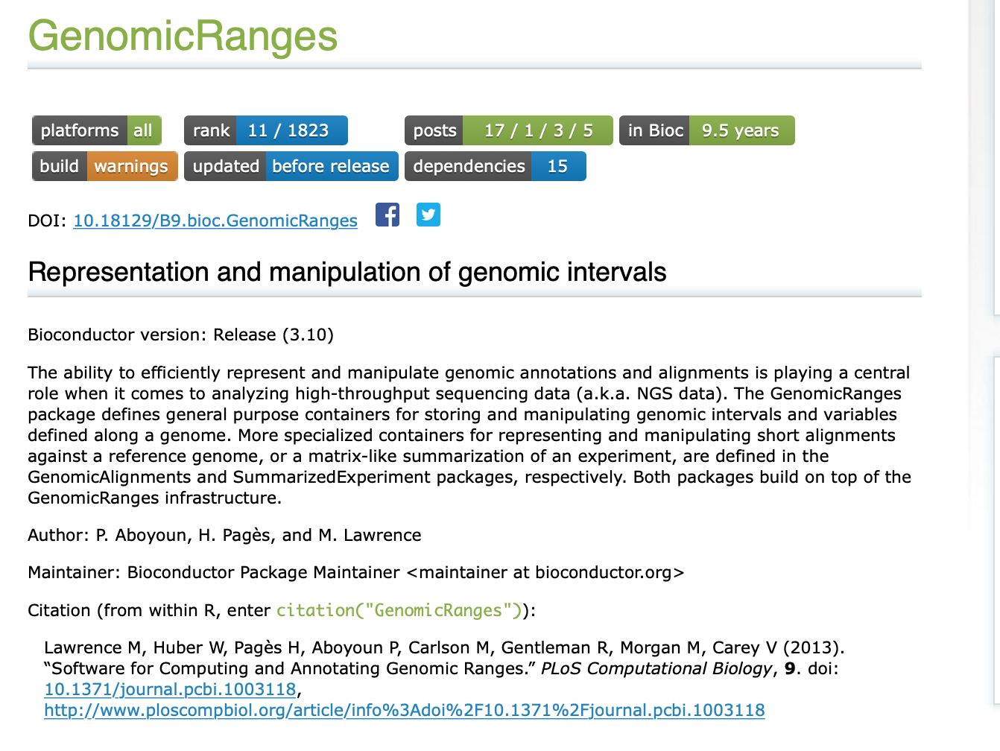 GenomicRanges
platforms all rank 11 / 1823 posts 17 / 1 / 3 / 5 in Bioc 9.5 years
build warnings updated before release dependencies 15
DOI: 10.18129/B9.bioc.GenomicRanges
Representation and manipulation of genomic intervals
Bioconductor version: Release (3.10)
The ability to efficiently represent and manipulate genomic annotations and alignments is playing a central
role when it comes to analyzing high-throughput sequencing data (a.k.a. NGS data). The GenomicRanges
package defines general purpose containers for storing and manipulating genomic intervals and variables
defined along a genome. More specialized containers for representing and manipulating short alignments
against a reference genome, or a matrix-like summarization of an experiment, are defined in the
GenomicAlignments and SummarizedExperiment packages, respectively. Both packages build on top of the
GenomicRanges infrastructure.
Author: P. Aboyoun, H. Pagès, and M. Lawrence
Maintainer: Bioconductor Package Maintainer <maintainer at bioconductor.org>
Citation (from within R, enter citation("GenomicRanges")):
Lawrence M, Huber W, Pagès H, Aboyoun P, Carlson M, Gentleman R, Morgan M, Carey V (2013).
“Software for Computing and Annotating Genomic Ranges.” PLoS Computational Biology, 9. doi:
10.1371/journal.pcbi.1003118,
http://www.ploscompbiol.org/article/info%3Adoi%2F10.1371%2Fjournal.pcbi.1003118